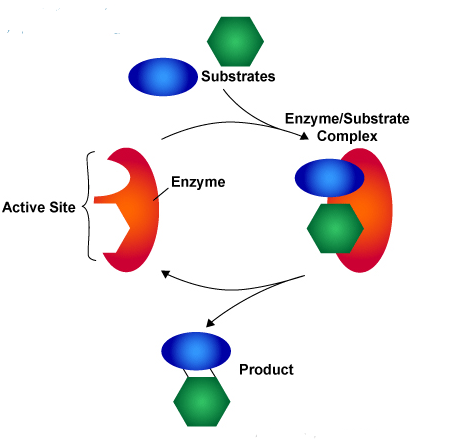 Substrates
Enzyme/Substrate
Complex
Enzyme
Active Site
Product